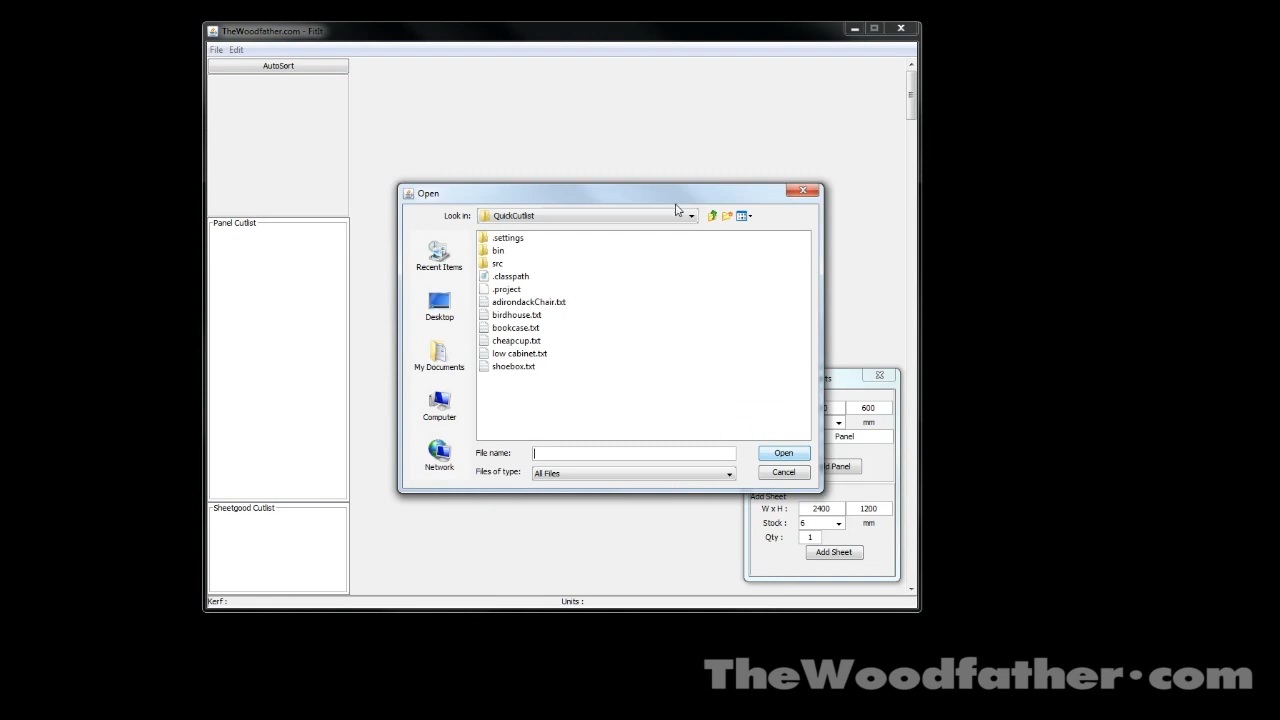 TheWoodfather.com - FitIt
File Edit
AutoSort
Panel Cutlist
Open
Look in: QuickCutlist
.settings
bin
src
.classpath
.project
adirondackChair.txt
birdhouse.txt
bookcase.txt
cheapcup.txt
low cabinet.txt
shoebox.txt
Recent Items
Desktop
My Documents
Computer
Network
File name: Open
Files of type: All Files Cancel
600
mm
Panel
Add Sheet
W x H : 2400 1200
Stock : 6 mm
Qty : 1
Add Sheet
Sheetgood Cutlist
Kerf : Units :
TheWoodfather.com